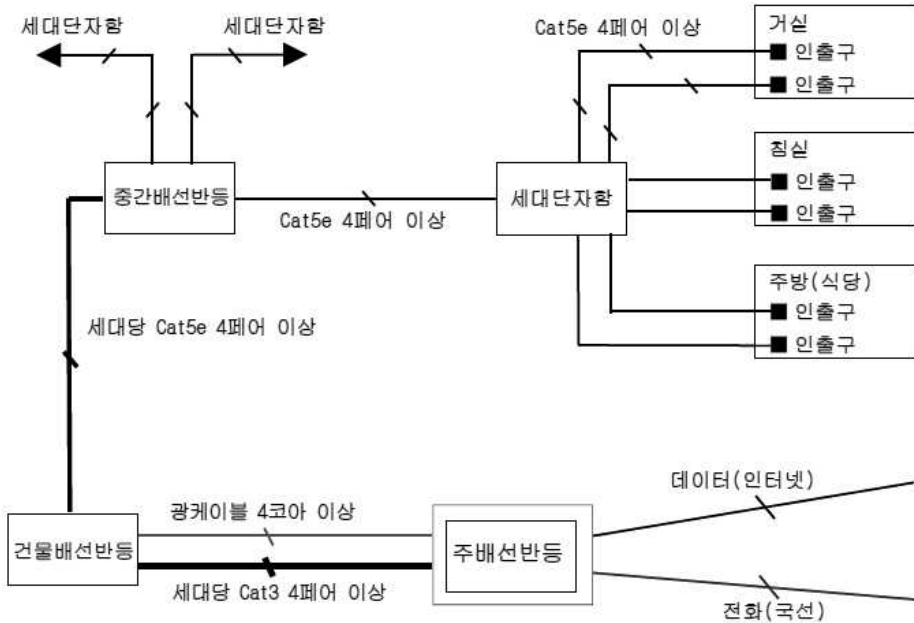 세대단자함
세대단자함
Cat5e 4페어 이상
거실
인출구
인출구
침실
인출구
인출구
주방(식당)
인출구
인출구
중간배선반등
Cat5e 4페어 이상
세대단자함
세대당 Cat5e 4페어 이상
데이터(인터넷)
광케이블 4코아 이상
건물배선반등
주배선반등
세대당 Cat3 4페어 이상
전화(국선)